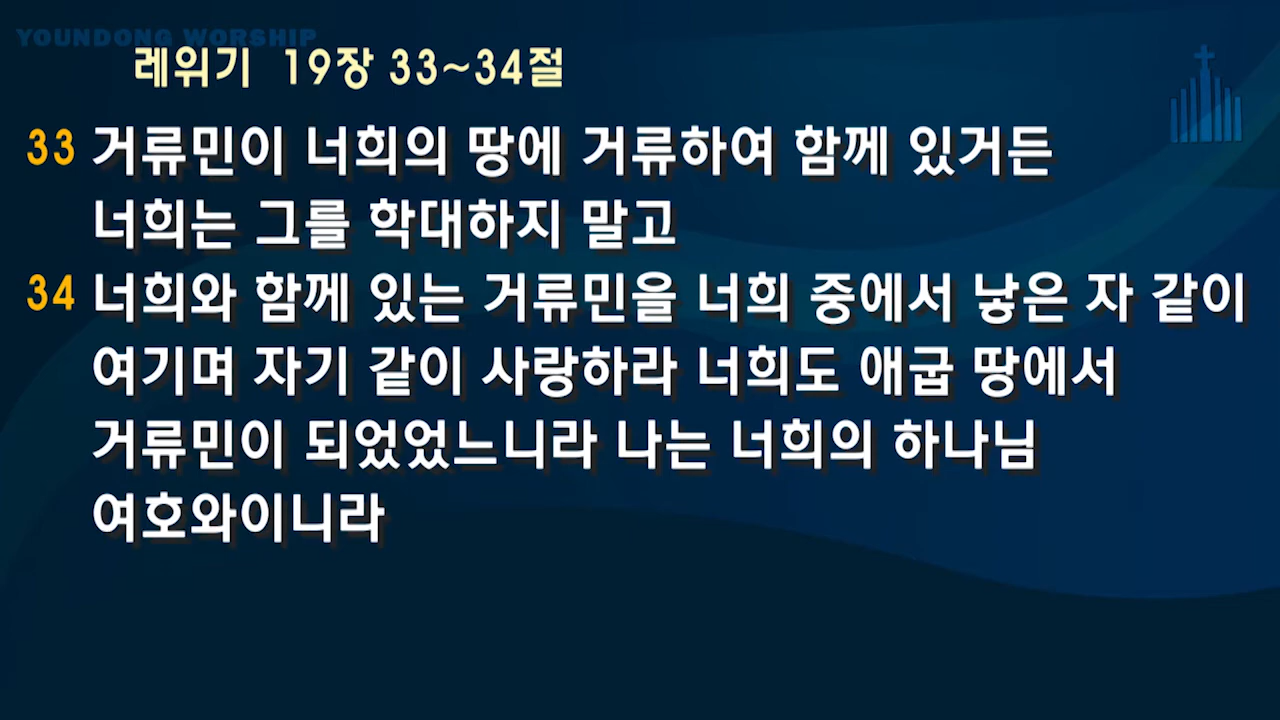 YOUNDONG WORSHIP
레위기 19장 33~34절
33 거류민이 너희의 땅에 거류하여 함께 있거든
너희는 그를 학대하지 말고
34 너희와 함께 있는 거류민을 너희 중에서 낳은 자 같이
여기며 자기 같이 사랑하라 너희도 애굽 땅에서
거류민이 되었었느니라 나는 너희의 하나님
여호와이니라